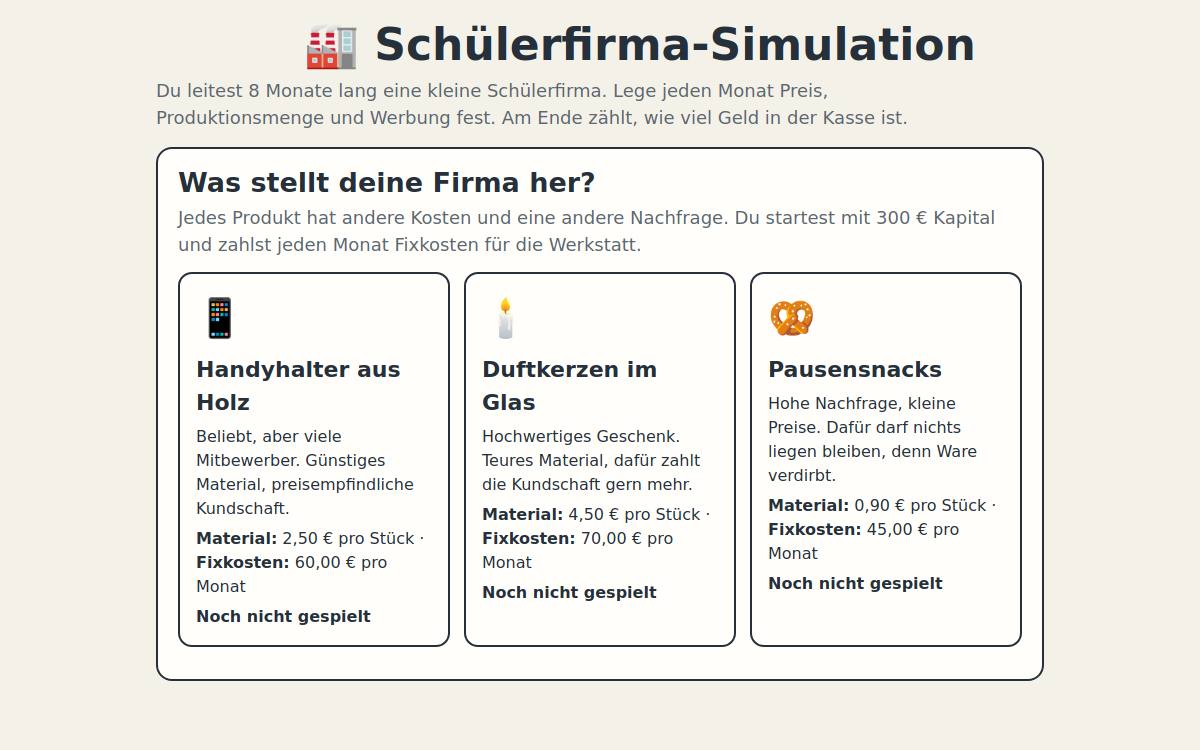 Schülerfirma-Simulation
Du leitest 8 Monate lang eine kleine Schülerfirma. Lege jeden Monat Preis,
Produktionsmenge und Werbung fest. Am Ende zählt, wie viel Geld in der Kasse ist.
Was stellt deine Firma her?
Jedes Produkt hat andere Kosten und eine andere Nachfrage. Du startest mit 300 € Kapital
und zahlst jeden Monat Fixkosten für die Werkstatt.
Handyhalter aus
Holz
Beliebt, aber viele
Mitbewerber. Günstiges
Material, preisempfindliche
Kundschaft.
Material: 2,50 € pro Stück ·
Fixkosten: 60,00 € pro
Monat
Noch nicht gespielt
Duftkerzen im
Glas
Hochwertiges Geschenk.
Teures Material, dafür zahlt
die Kundschaft gern mehr.
Material: 4,50 € pro Stück ·
Fixkosten: 70,00 € pro
Monat
Noch nicht gespielt
Pausensnacks
Hohe Nachfrage, kleine
Preise. Dafür darf nichts
liegen bleiben, denn Ware
verdirbt.
Material: 0,90 € pro Stück ·
Fixkosten: 45,00 € pro
Monat
Noch nicht gespielt